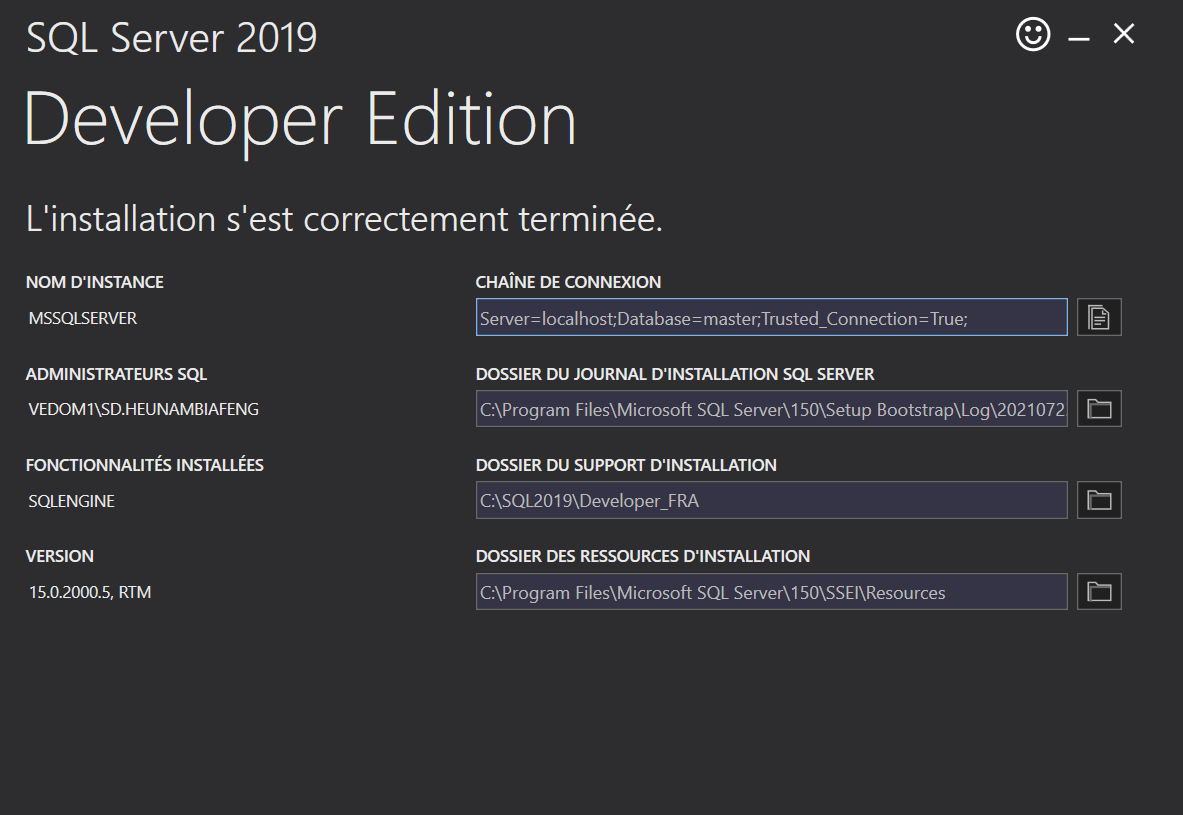 SQL Server 2019
Developer Edition
L'installation s'est correctement terminée.
NOM D'INSTANCE
MSSQLSERVER
CHAÎNE DE CONNEXION
Server=localhost;Database=master;Trusted_Connection=True;
ADMINISTRATEURS SQL
VEDOM1\SD.HEUNAMBIAFENG
DOSSIER DU JOURNAL D'INSTALLATION SQL SERVER
C:\Program Files\Microsoft SQL Server\150\Setup Bootstrap\Log\2021072
FONCTIONNALITÉS INSTALLÉES
SQLENGINE
DOSSIER DU SUPPORT D'INSTALLATION
C:\SQL2019\Developer_FRA
VERSION
15.0.2000.5, RTM
DOSSIER DES RESSOURCES D'INSTALLATION
C:\Program Files\Microsoft SQL Server\150\SSEI\Resources